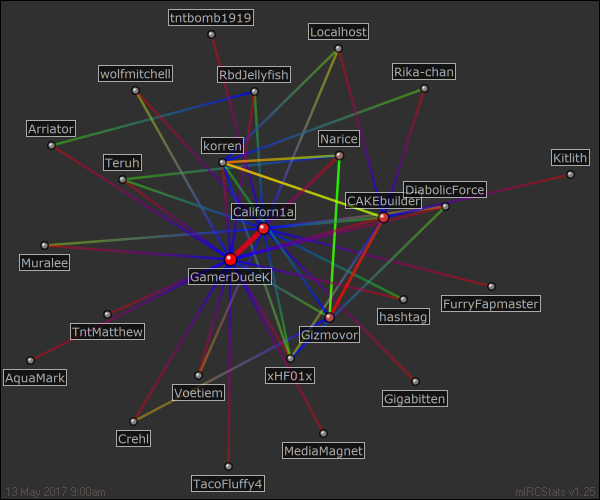 tntbomb1919
Localhost
wolfmitchell
RbdJellyfish
Rika-chan
Arriator
korren
Narice
Kitlith
Teruh
DiabolicForce
CAKEbuilder
Californ1a
Muralee
GamerDudeK
FurryFapmaster
hashtag
TntMatthew
Gizmovor
AquaMark
xHF01x
Voetiem
Gigabitten
Crehl
MediaMagnet
TacoFluffy4
13 May 2017 9:00am
mIRCStats v1.25